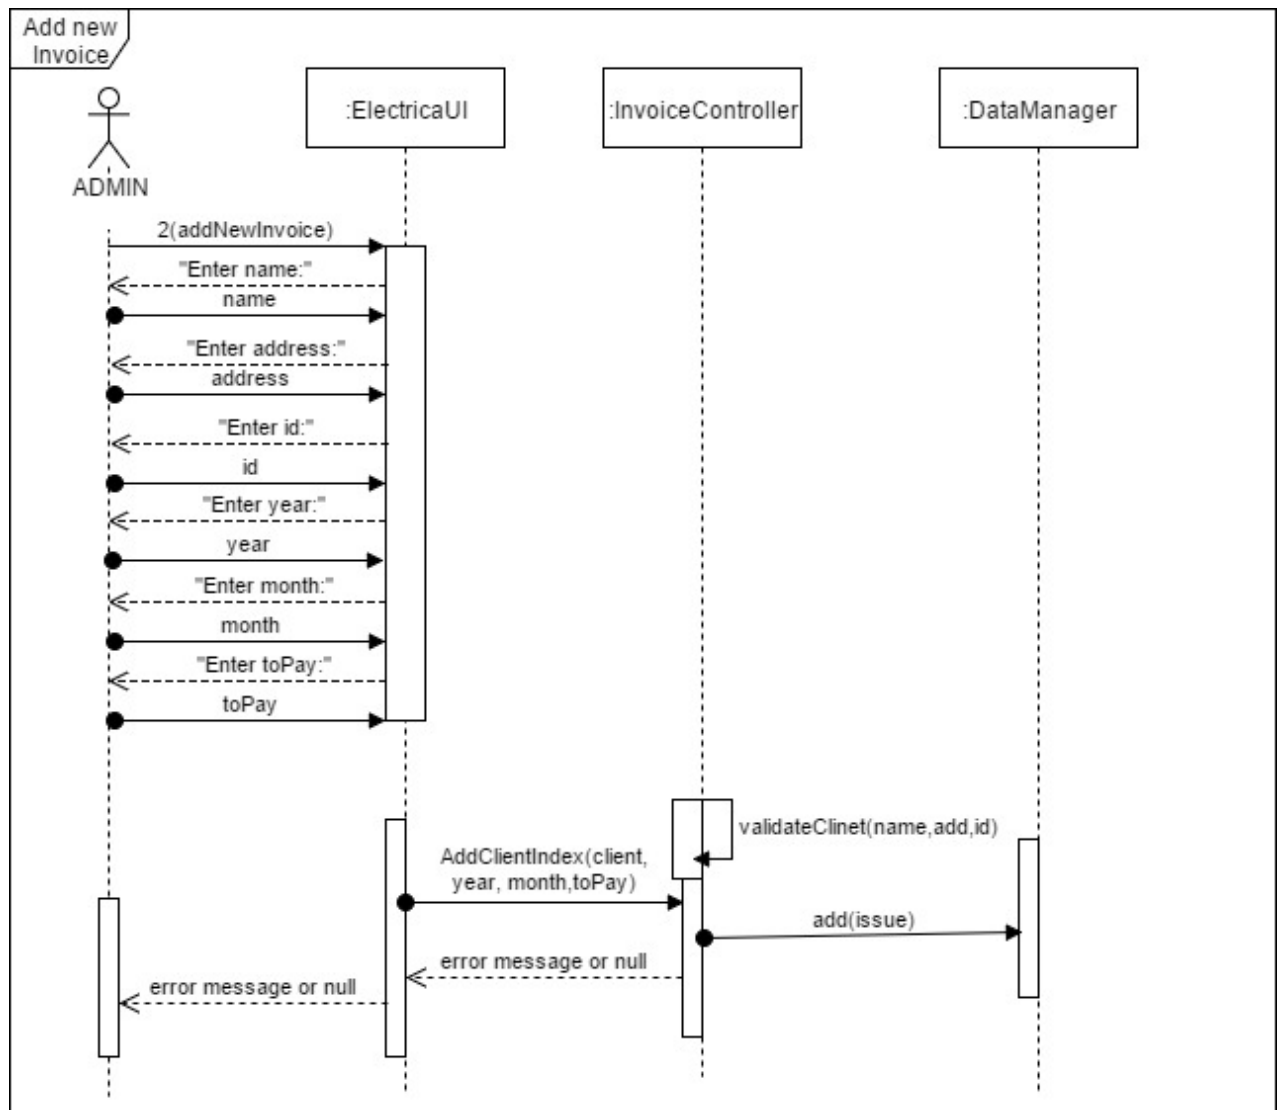 Add new
Invoice
:ElectricaUI
:InvoiceController
:DataManager
ADMIN
2(addNewInvoice)
"Enter name:"
name
"Enter address:"
address
"Enter id:"
id
"Enter year:"
year
"Enter month:"
month
"Enter toPay:"
toPay
validateClinet(name,add,id)
AddClientIndex(client,
year, month,toPay)
add(issue)
error message or null
error message or null